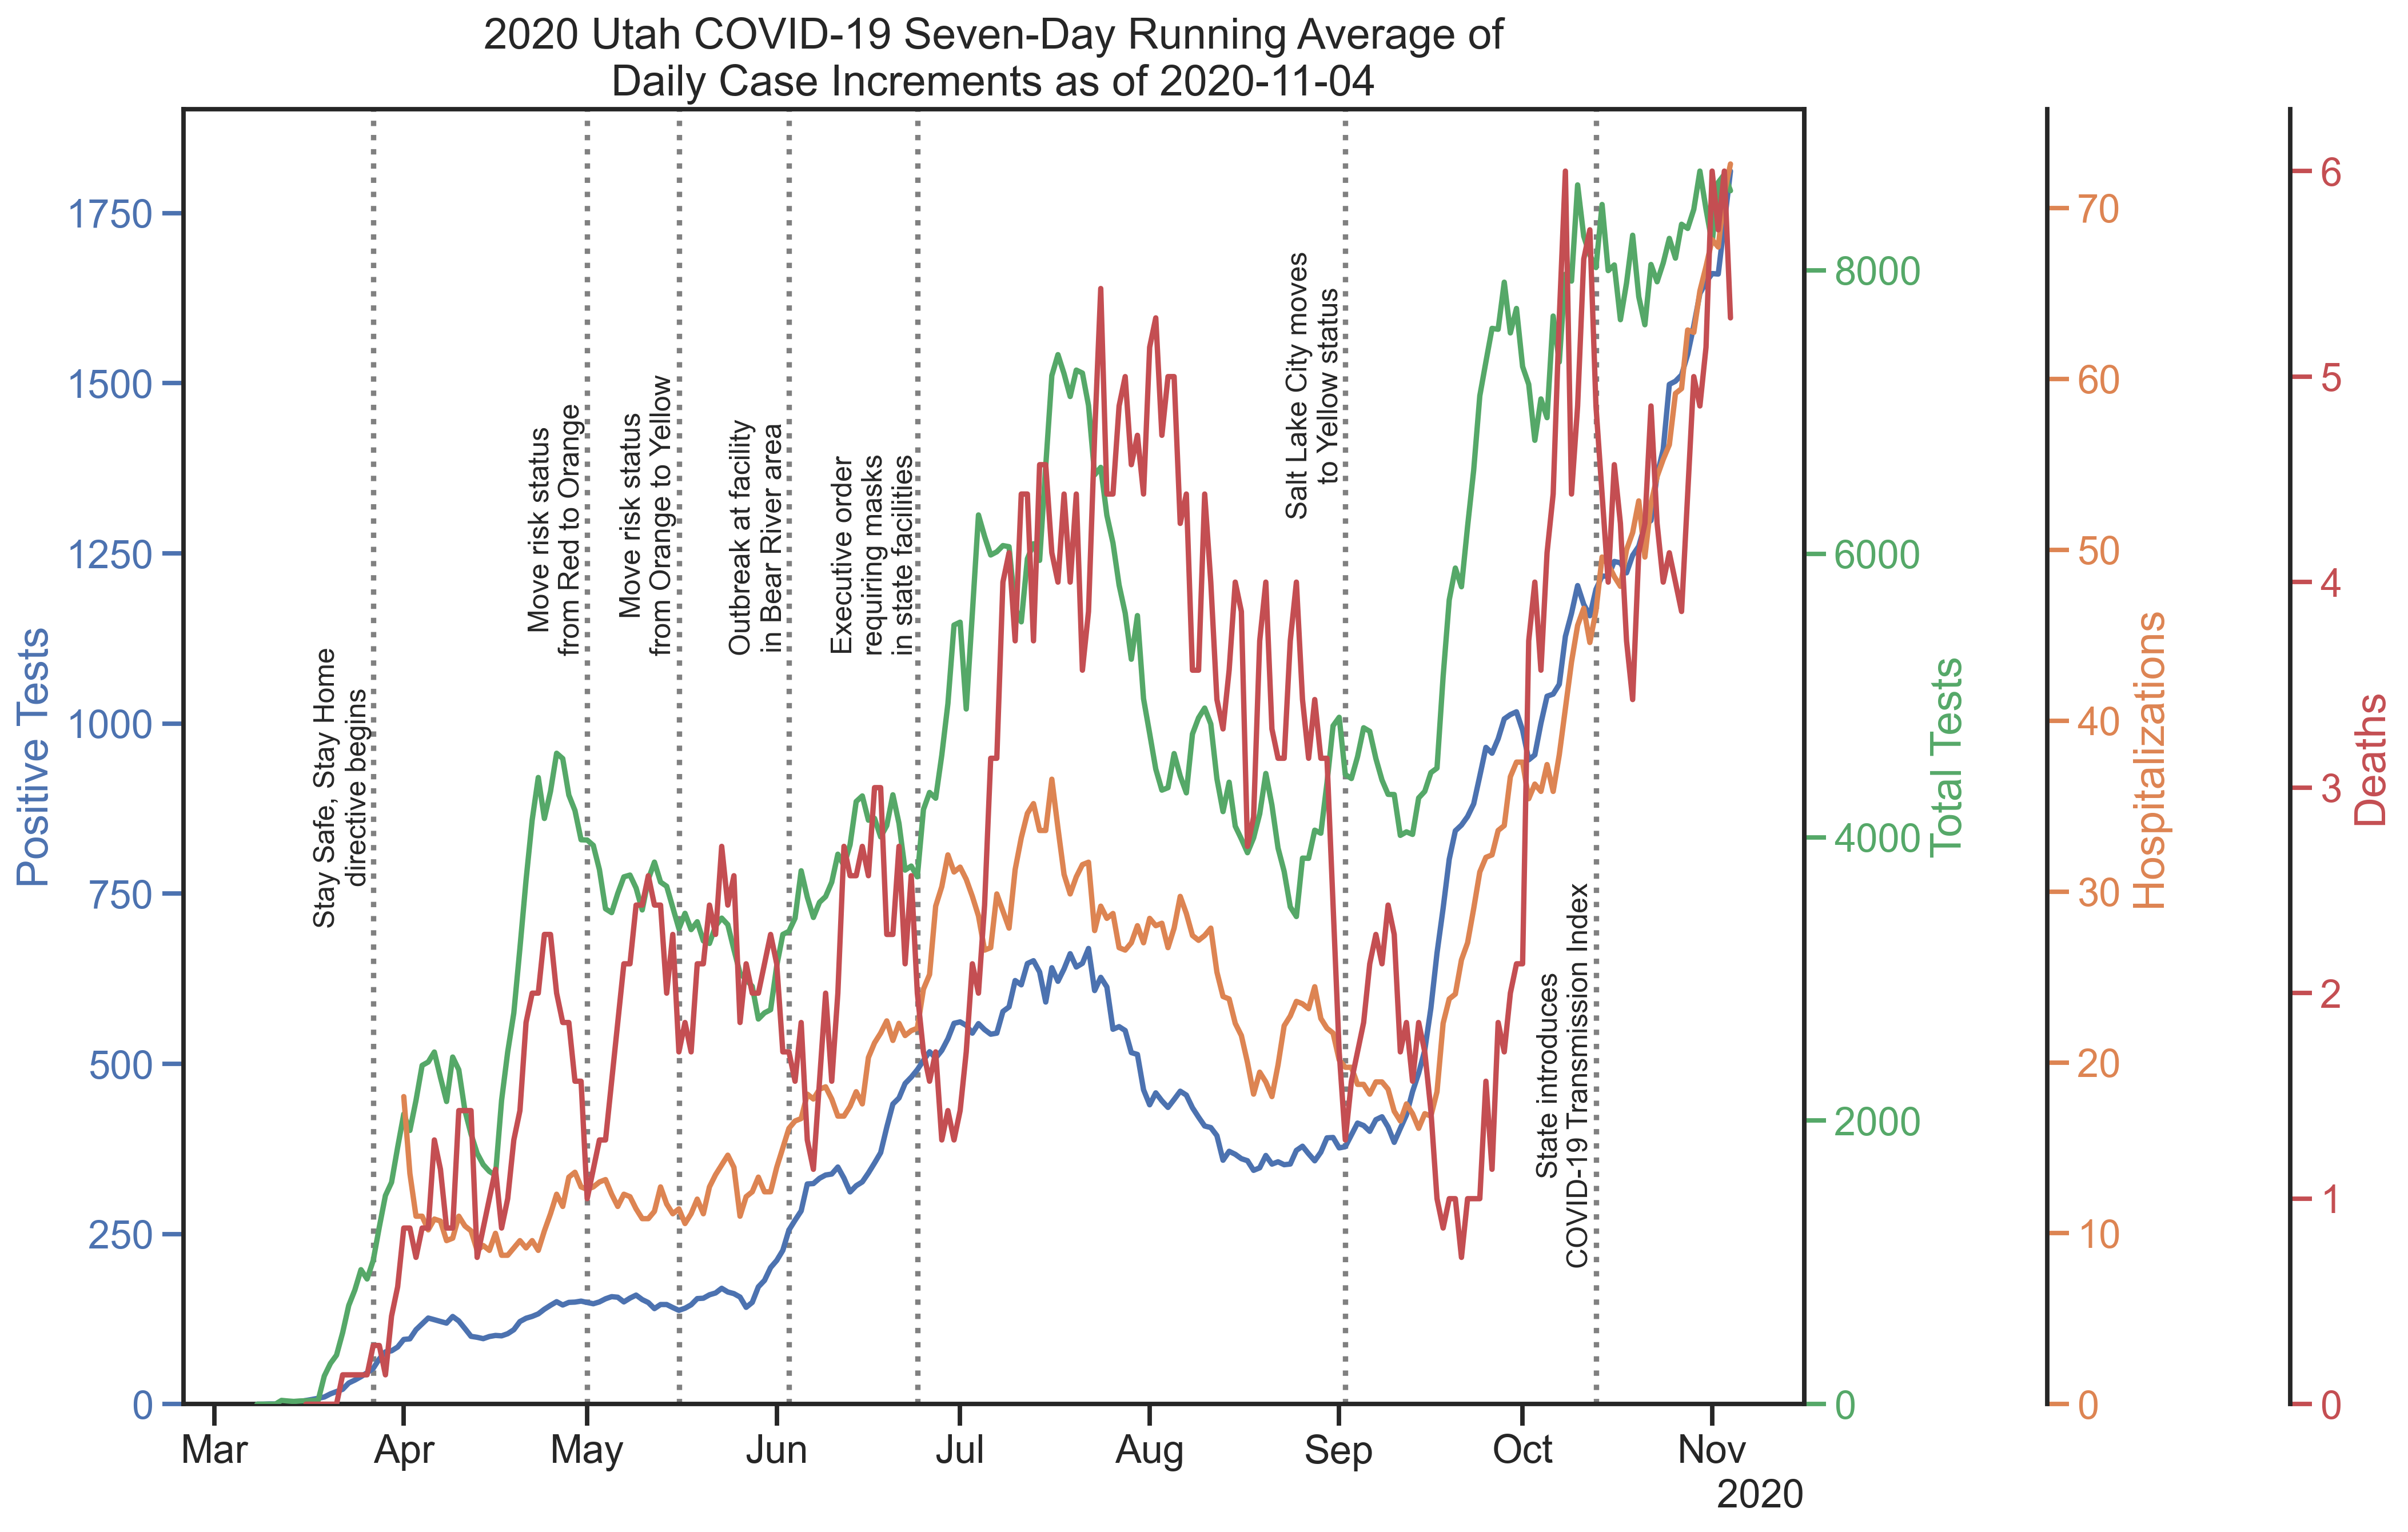 2020 Utah COVID-19 Seven-Day Running Average of
Daily Case Increments as of 2020-11-04
Positive Tests
1750
1500
1250
1000
750
500
250
0
Stay Safe, Stay Home
directive begins
Move risk status
from Red to Orange
Move risk status
from Orange to Yellow
Outbreak at facility
in Bear River area
Executive order
requiring masks
in state facilities
Salt Lake City moves
to Yellow status
State introduces
COVID-19 Transmission Index
Mar
Apr
May
Jun
Jul
Aug
Sep
Oct
Nov
2020
8000
6000
4000
2000
0
Total Tests
70
60
50
40
30
20
10
0
Hospitalizations
6
5
4
3
2
1
0
Deaths